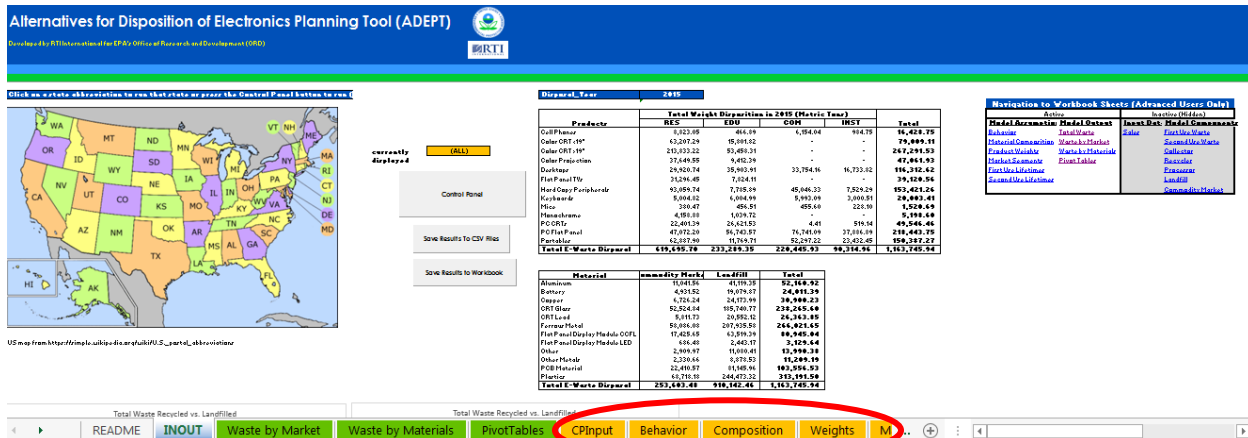 Alternatives for Disposition of Electronics Planning Tool (ADEPT)
Developed by RTI International for EPA's Office of Research and Development (ORD)
RTI
INTERNATIONAL
Click on a state abbreviation to run that state or press the Control Panel button to run (
WA
OR
CA
NV
ID
MT
WY
UT
AZ
CO
NM
ND
SD
NE
KS
OK
TX
MN
IA
MO
AR
LA
WI
IL
MI
IN
OH
KY
TN
MS
AL
GA
FL
SC
NC
VA
WV
PA
NY
VT
NH
ME
MA
RI
CT
NJ
DE
MD
HI
AK
US map from https://simple.wikipedia.org/wiki/U.S._postal_abbreviations
currently displayed
(ALL)
Control Panel
Save Results To CSV Files
Save Results to Workbook
Disposal_Year 2015
Total Weight Disposition in 2015 (Metric Tons)
Products RES EDU COM INST Total
Cell Phones 8,823.05 466.89 6,154.04 984.75 16,428.75
Color CRT <19" 63,207.29 15,801.82 - - 79,009.11
Color CRT >19" 213,833.22 53,458.31 - - 267,291.53
Color Projection 37,649.55 9,412.39 - - 47,061.93
Desktops 29,920.74 35,903.91 33,754.16 16,733.82 116,312.62
Flat Panel TVs 31,296.45 7,824.11 - - 39,120.56
Hard Copy Peripherals 93,059.74 7,785.89 45,046.33 7,529.29 153,421.26
Keyboards 5,004.82 6,004.99 5,993.09 3,000.51 20,003.41
Mice 380.47 456.51 455.60 228.10 1,520.69
Monochrome 4,158.88 1,039.72 - - 5,198.60
PC CRTs 22,401.39 26,621.53 4.41 519.14 49,546.46
PC Flat Panel 47,072.20 56,743.57 76,741.09 37,886.89 218,443.75
Portables 62,887.90 11,769.71 52,297.22 23,432.45 150,387.27
Total E-Waste Disposal 619,695.70 233,289.35 220,445.93 90,314.96 1,163,745.94
Material ommodity Marke Landfill Total
Aluminum 11,041.56 41,119.35 52,160.92
Battery 4,931.52 19,079.87 24,011.39
Copper 6,726.24 24,173.99 30,900.23
CRT Glass 52,524.84 185,740.77 238,265.60
CRT Lead 5,811.73 20,552.12 26,363.85
Ferrous Metal 58,086.08 207,935.58 266,021.65
Flat Panel Display Module CCFL 17,425.65 63,519.39 80,945.04
Flat Panel Display Module LED 686.48 2,443.17 3,129.64
Other 2,909.97 11,080.41 13,990.38
Other Metals 2,330.66 8,878.53 11,209.19
PCB Material 22,410.57 81,145.96 103,556.53
Plastics 68,718.18 244,473.32 313,191.50
Total E-Waste Disposal 253,603.48 910,142.46 1,163,745.94
Navigation to Workbook Sheets (Advanced Users Only)
Active Inactive (Hidden)
Model Assumption Model Output Input Dat Model Components
Behavior Total Waste Sales First Use Waste
Material Composition Waste by Market Second Use Waste
Product Weights Waste by Materials Collector
Market Segments Pivot Tables Recycler
First Use Lifetimes Processor
Second Use Lifetimes Landfill
Commodity Market
Total Waste Recycled vs. Landfilled
Total Waste Recycled vs. Landfilled
README INOUT Waste by Market Waste by Materials PivotTables CPInput Behavior Composition Weights M ...